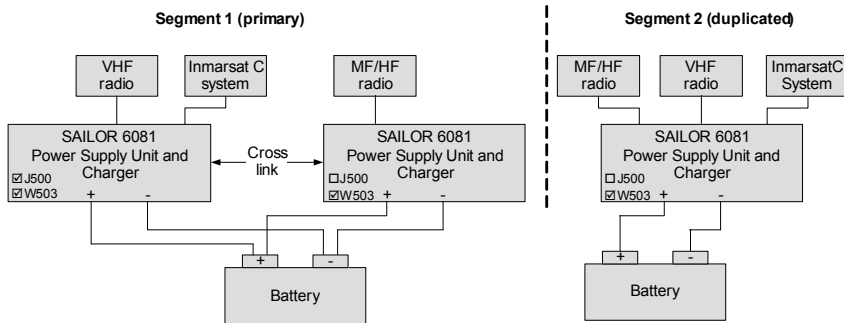 Segment 1 (primary)
Segment 2 (duplicated)
VHF
radio
Inmarsat C
system
MF/HF
radio
MF/HF
radio
VHF
radio
InmarsatC
System
SAILOR 6081
Power Supply Unit and
Charger
☑J500
☑W503
+
-
Cross
link
SAILOR 6081
Power Supply Unit and
Charger
☐J500
☑W503
+
-
SAILOR 6081
Power Supply Unit and
Charger
☐J500
☑W503
+
-
+
-
Battery
+
-
Battery